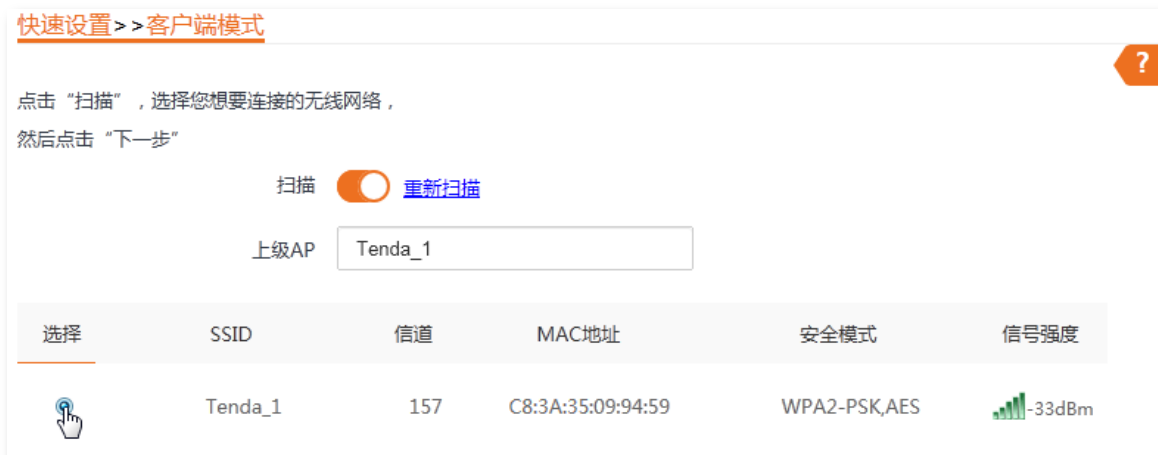 快速设置>>客户端模式
?
点击“扫描”，选择您想要连接的无线网络，
然后点击“下一步”
扫描 重新扫描
上级AP Tenda_1
选择 SSID 信道 MAC地址 安全模式 信号强度
Tenda_1 157 C8:3A:35:09:94:59 WPA2-PSK,AES -33dBm